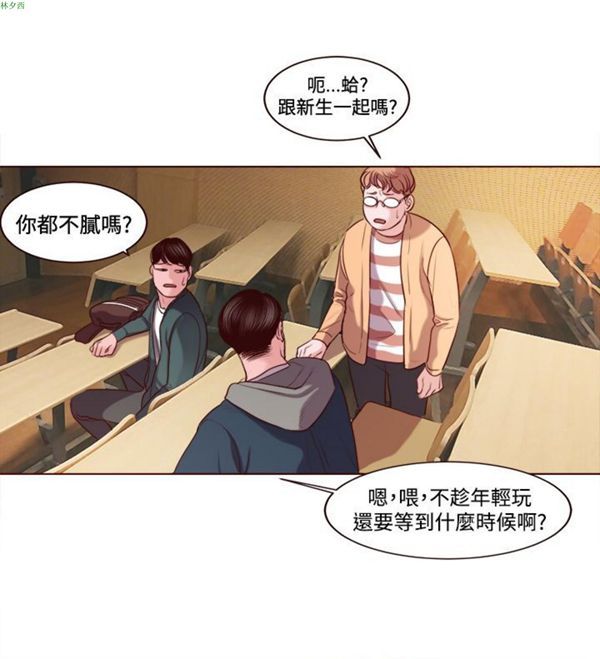 林夕西
呃...蛤?
跟新生一起嗎?
你都不膩嗎?
嗯,喂,不趁年輕玩
還要等到什麼時候啊?